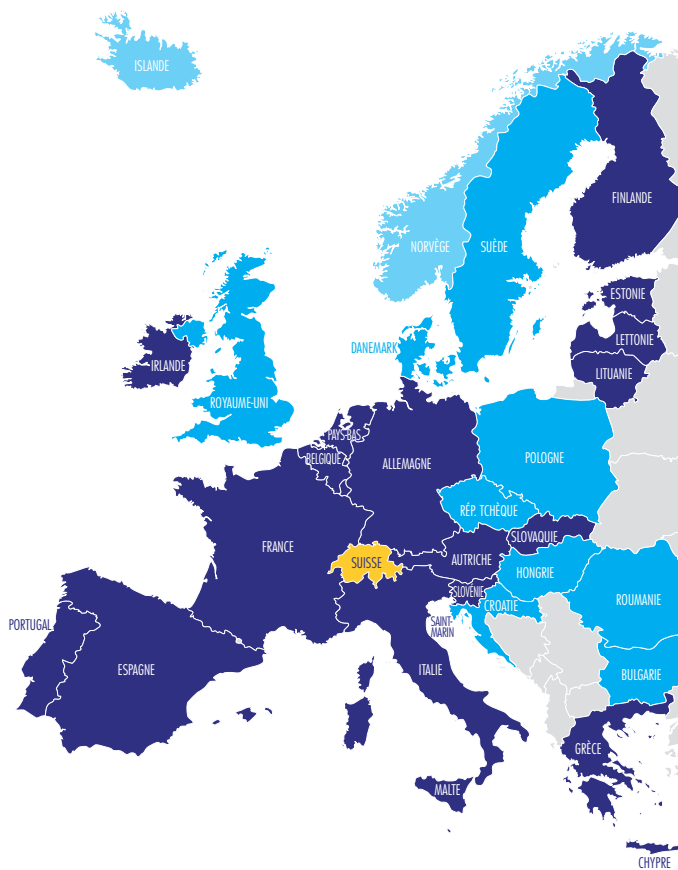 ISLANDE
FINLANDE
NORVÈGE
SUÈDE
ESTONIE
LETTONIE
DANEMARK
IRLANDE
LITUANIE
ROYAUME-UNI
PAYS-BAS
BELGIQUE
ALLEMAGNE
POLOGNE
RÉP. TCHÈQUE
SLOVAQUIE
FRANCE
SUISSE
AUTRICHE
HONGRIE
SLOVÉNIE
CROATIE
ROUMANIE
PORTUGAL
SAINT-
MARIN
ESPAGNE
ITALIE
BULGARIE
GRÈCE
MALTE
CHYPRE